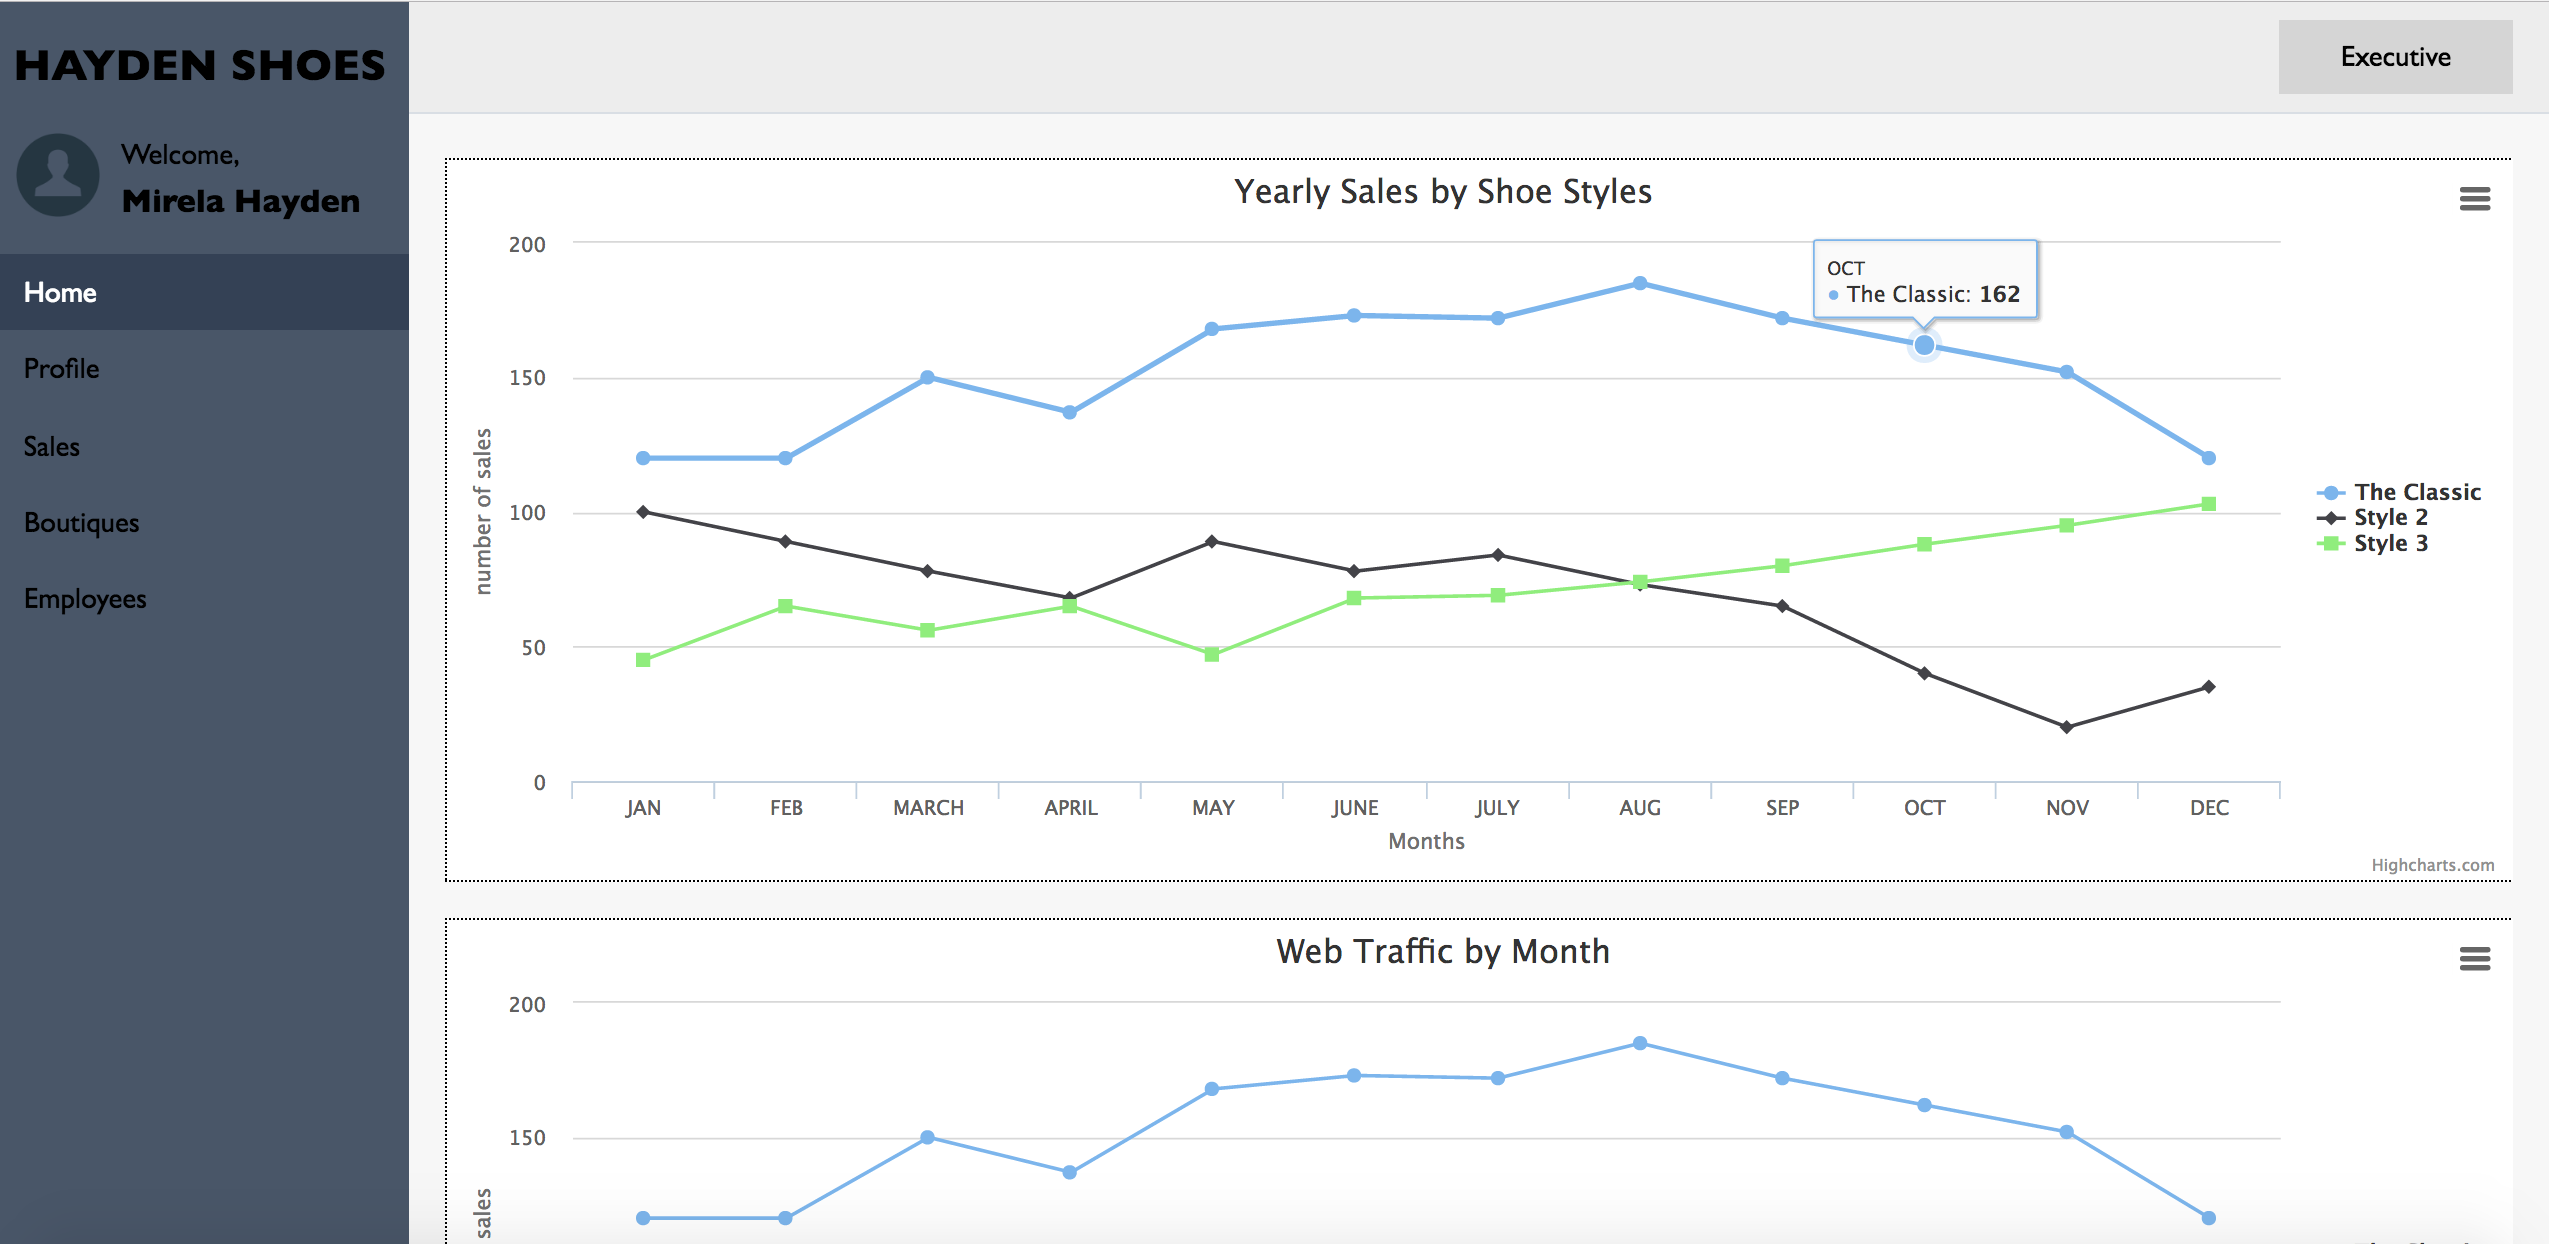 HAYDEN SHOES
Executive
Welcome,
Mirela Hayden
Home
Profile
Sales
Boutiques
Employees
Yearly Sales by Shoe Styles
200
150
100
50
0
number of sales
OCT
The Classic: 162
The Classic
Style 2
Style 3
JAN FEB MARCH APRIL MAY JUNE JULY AUG SEP OCT NOV DEC
Months
Highcharts.com
Web Traffic by Month
200
150
sales